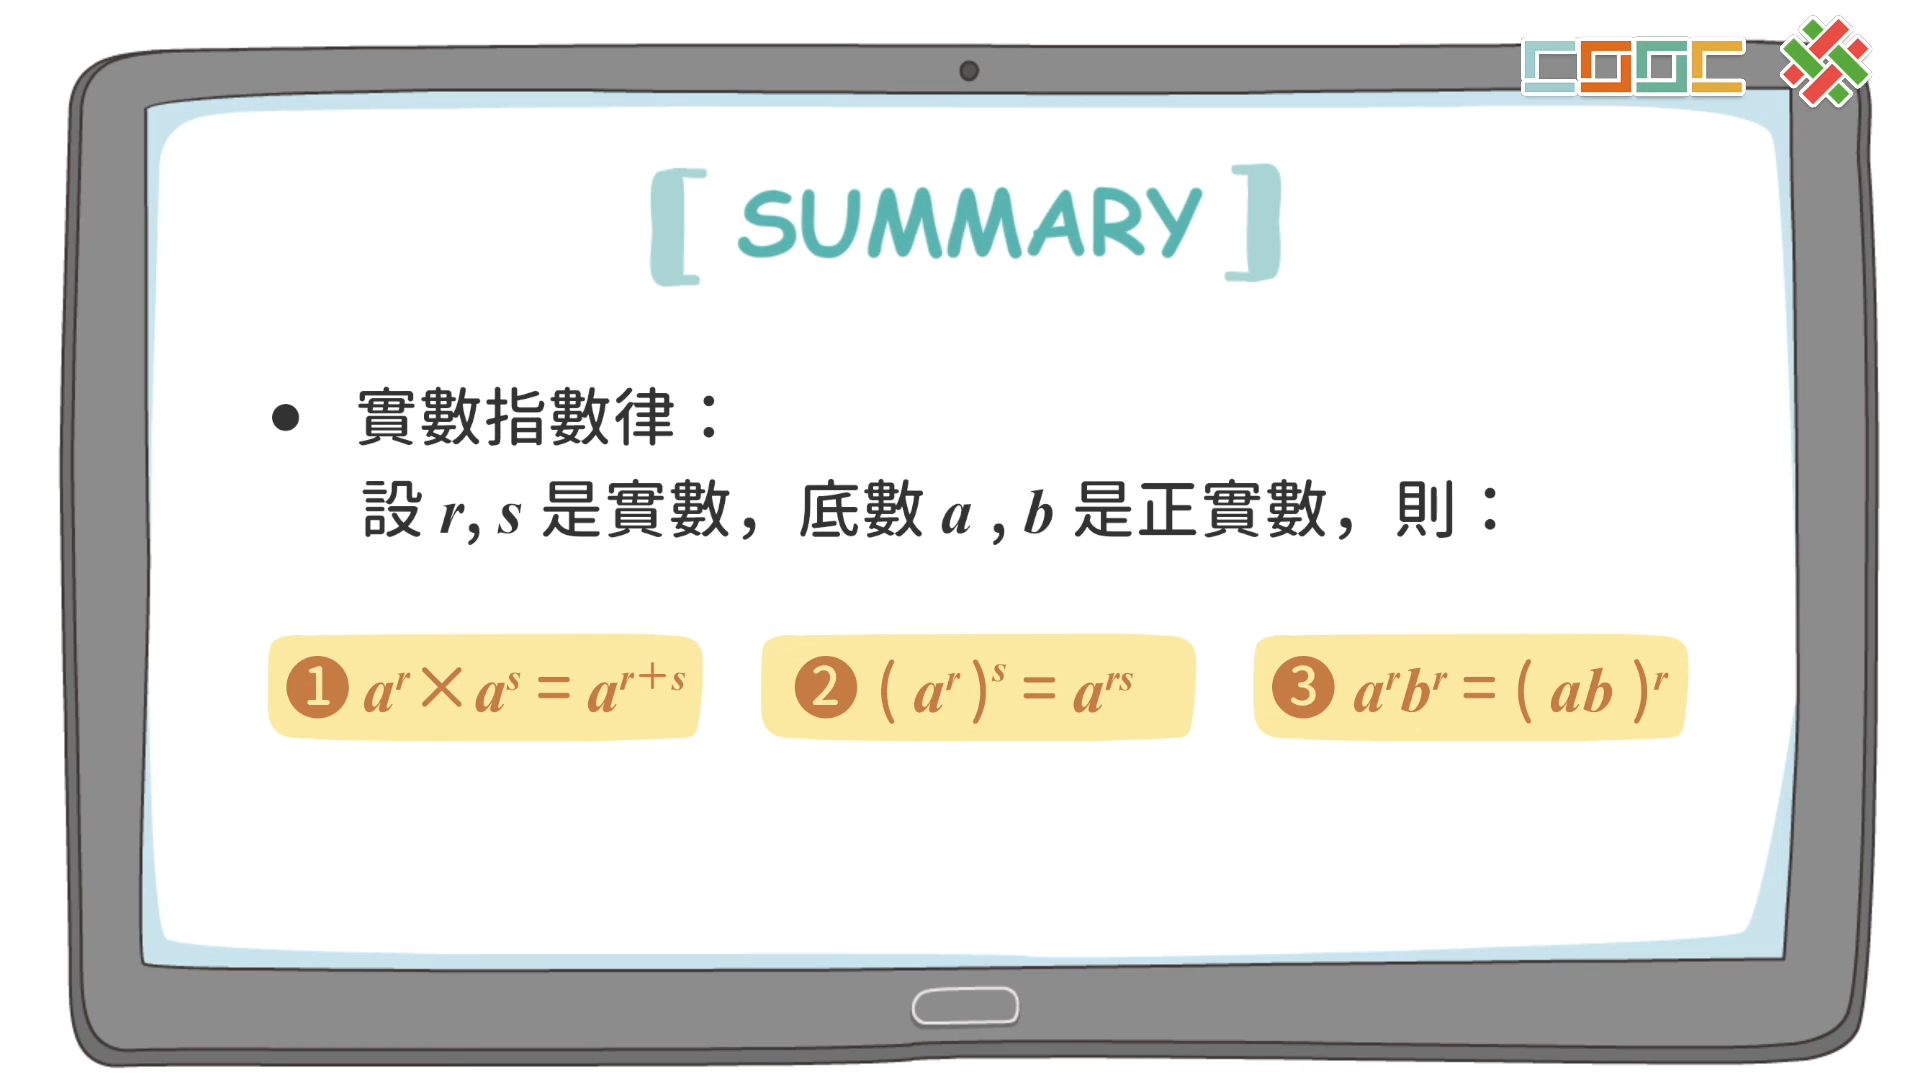 COOC
[ SUMMARY ]
• 實數指數律：
設 r, s 是實數，底數 a , b 是正實數，則：
❶ aʳ × aˢ = aʳ⁺ˢ ❷ ( aʳ )ˢ = aʳˢ ❸ aʳbʳ = ( ab )ʳ